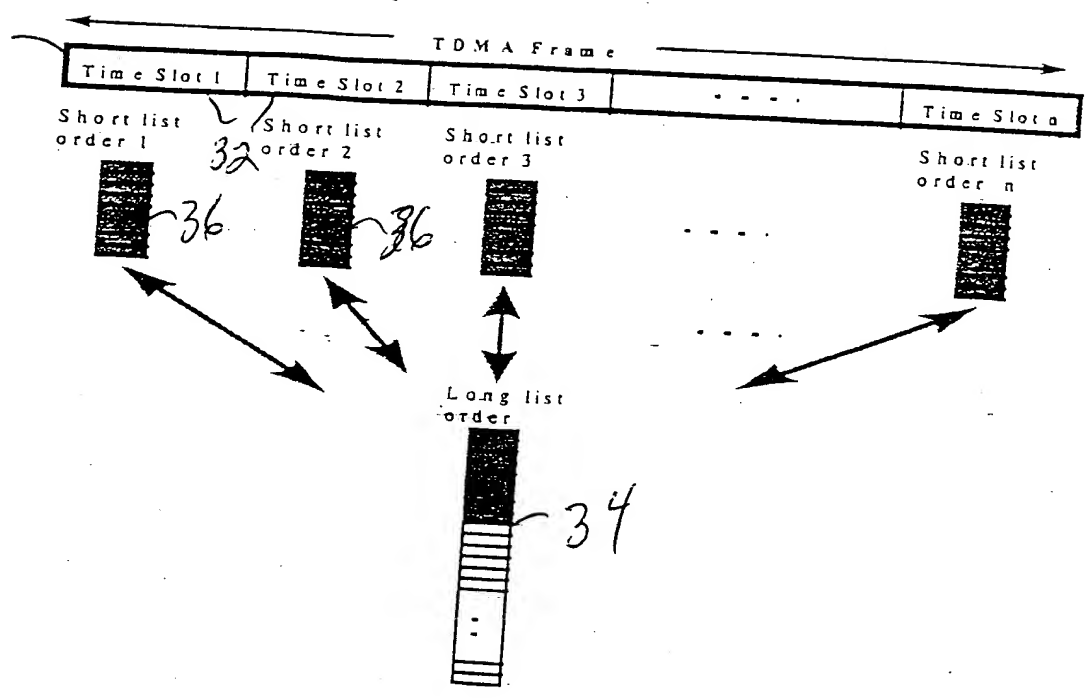 TDMA Frame
Time Slot 1 Time Slot 2 Time Slot 3 - - - - Time Slot n
Short list order 1
32
Short list order 2
Short list order 3
Short list order n
36
36
- - - -
- - - -
Long list order
34